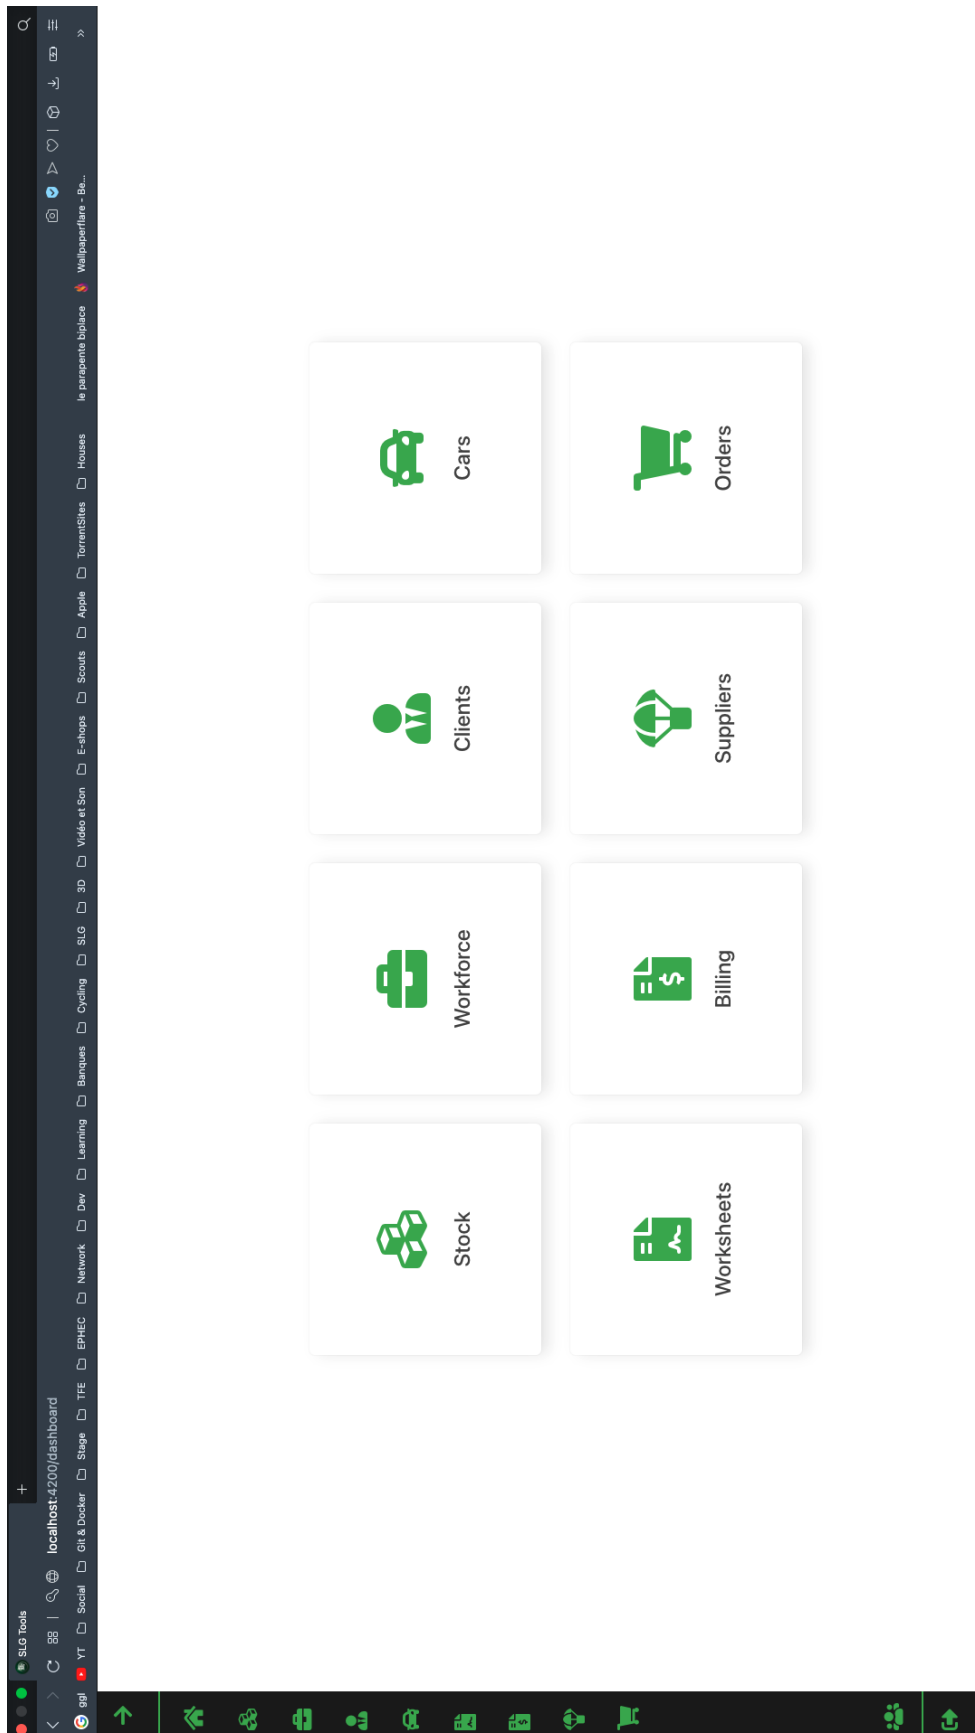 SLG Tools
localhost:4200/dashboard
ggl YT Social Git & Docker Stage TFE EPHEC Network Dev Learning Banques Cycling SLG 3D Vidéo et Son E-shops Scouts Apple TorrentSites Houses le parapente biplace Wallpaperflare - Be...
Stock Workforce Clients Cars
Worksheets Billing Suppliers Orders